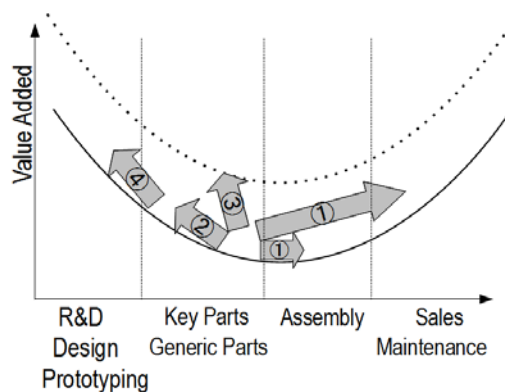 Value Added
④
②
③
①
①
R&D
Design
Prototyping
Key Parts
Generic Parts
Assembly
Sales
Maintenance